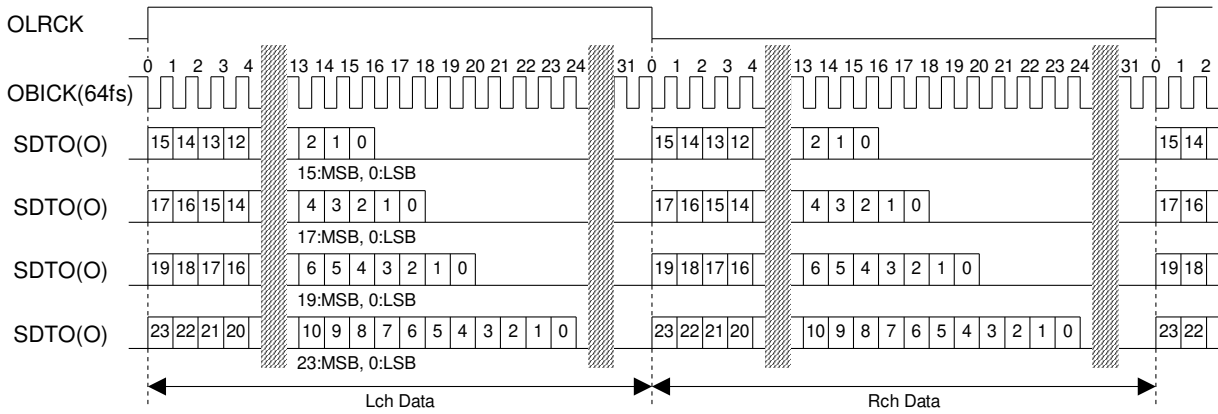 OLRCK
0 1 2 3 4 13 14 15 16 17 18 19 20 21 22 23 24 31 0 1 2 3 4 13 14 15 16 17 18 19 20 21 22 23 24 31 0 1 2
OBICK(64fs)
SDTO(O) 15 14 13 12 2 1 0 15 14 13 12 2 1 0 15 14
15:MSB, 0:LSB
SDTO(O) 17 16 15 14 4 3 2 1 0 17 16 15 14 4 3 2 1 0 17 16
17:MSB, 0:LSB
SDTO(O) 19 18 17 16 6 5 4 3 2 1 0 19 18 17 16 6 5 4 3 2 1 0 19 18
19:MSB, 0:LSB
SDTO(O) 23 22 21 20 10 9 8 7 6 5 4 3 2 1 0 23 22 21 20 10 9 8 7 6 5 4 3 2 1 0 23 22
23:MSB, 0:LSB
Lch Data Rch Data